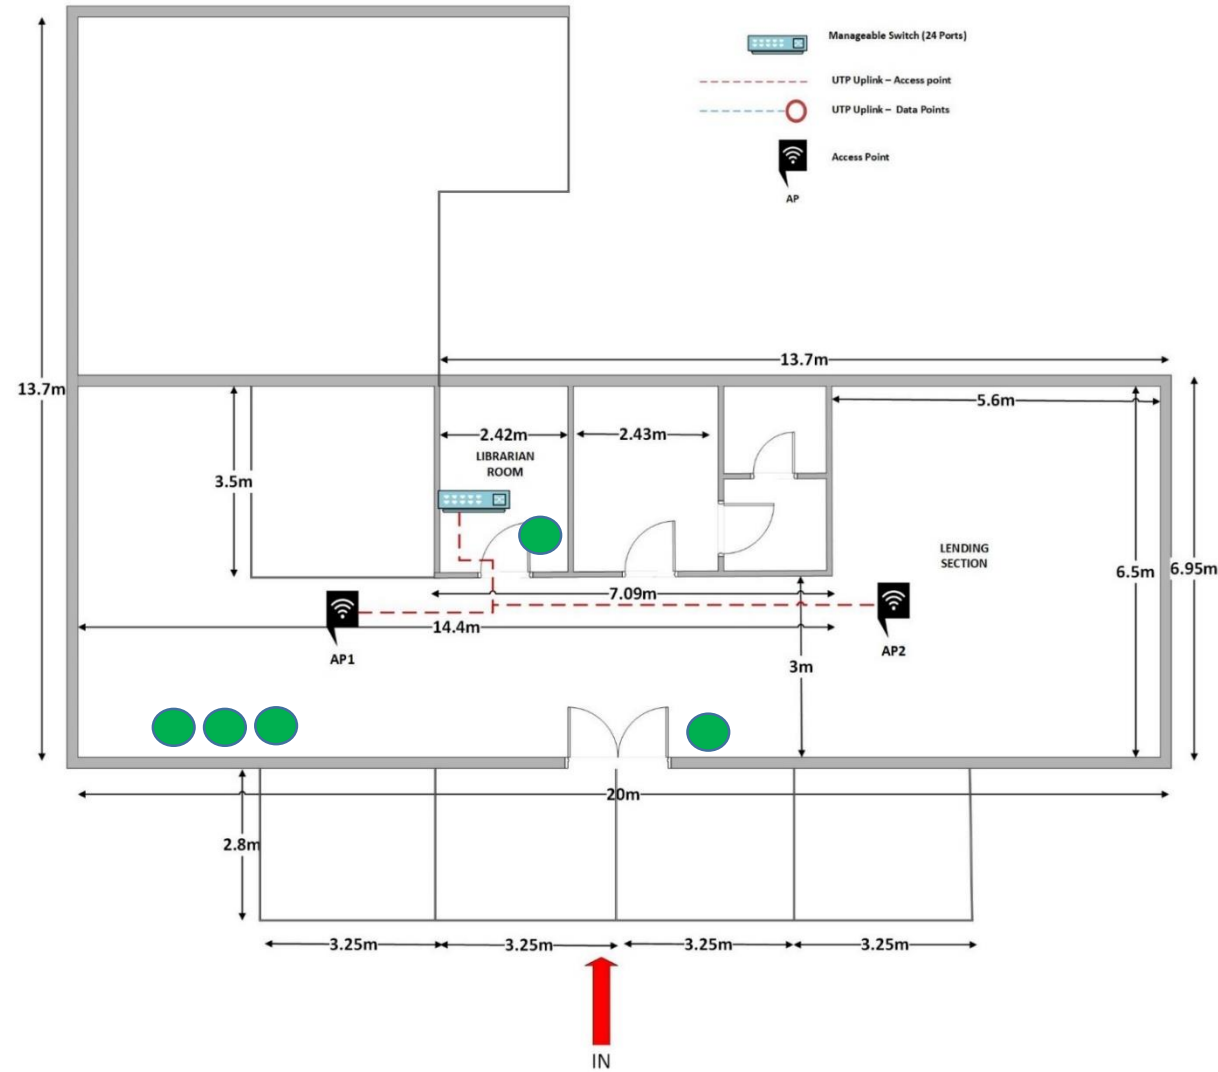 Manageable Switch (24 Ports)
UTP Uplink – Access point
UTP Uplink – Data Points
Access Point
AP
13.7m
13.7m
5.6m
2.42m
2.43m
LIBRARIAN
ROOM
3.5m
LENDING
SECTION
6.5m
6.95m
7.09m
14.4m
AP1
AP2
3m
20m
2.8m
3.25m
3.25m
3.25m
3.25m
IN